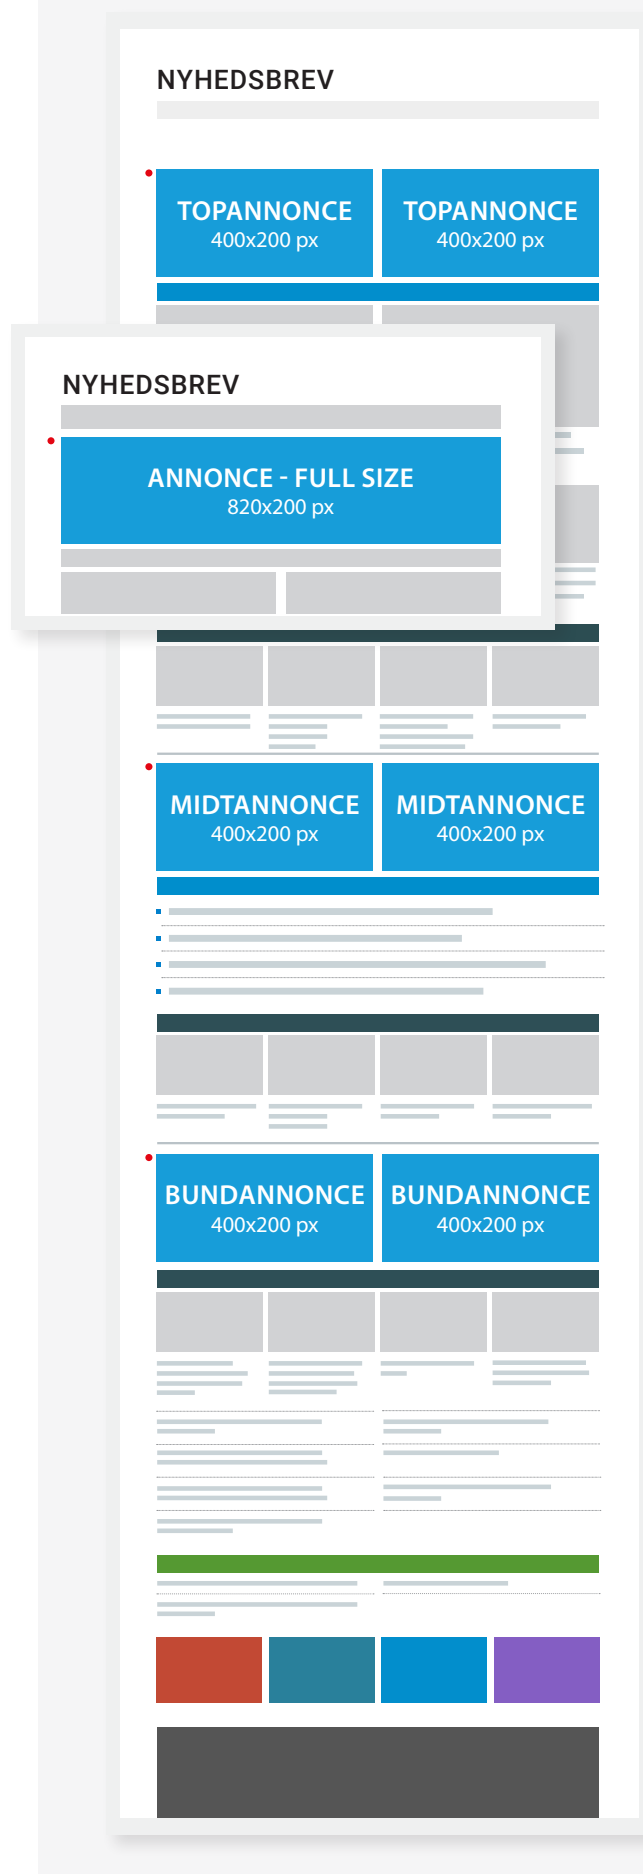 NYHEDSBREV
TOPANNONCE
400x200 px
TOPANNONCE
400x200 px
NYHEDSBREV
ANNONCE - FULL SIZE
820x200 px
MIDTANNONCE
400x200 px
MIDTANNONCE
400x200 px
BUNDANNONCE
400x200 px
BUNDANNONCE
400x200 px